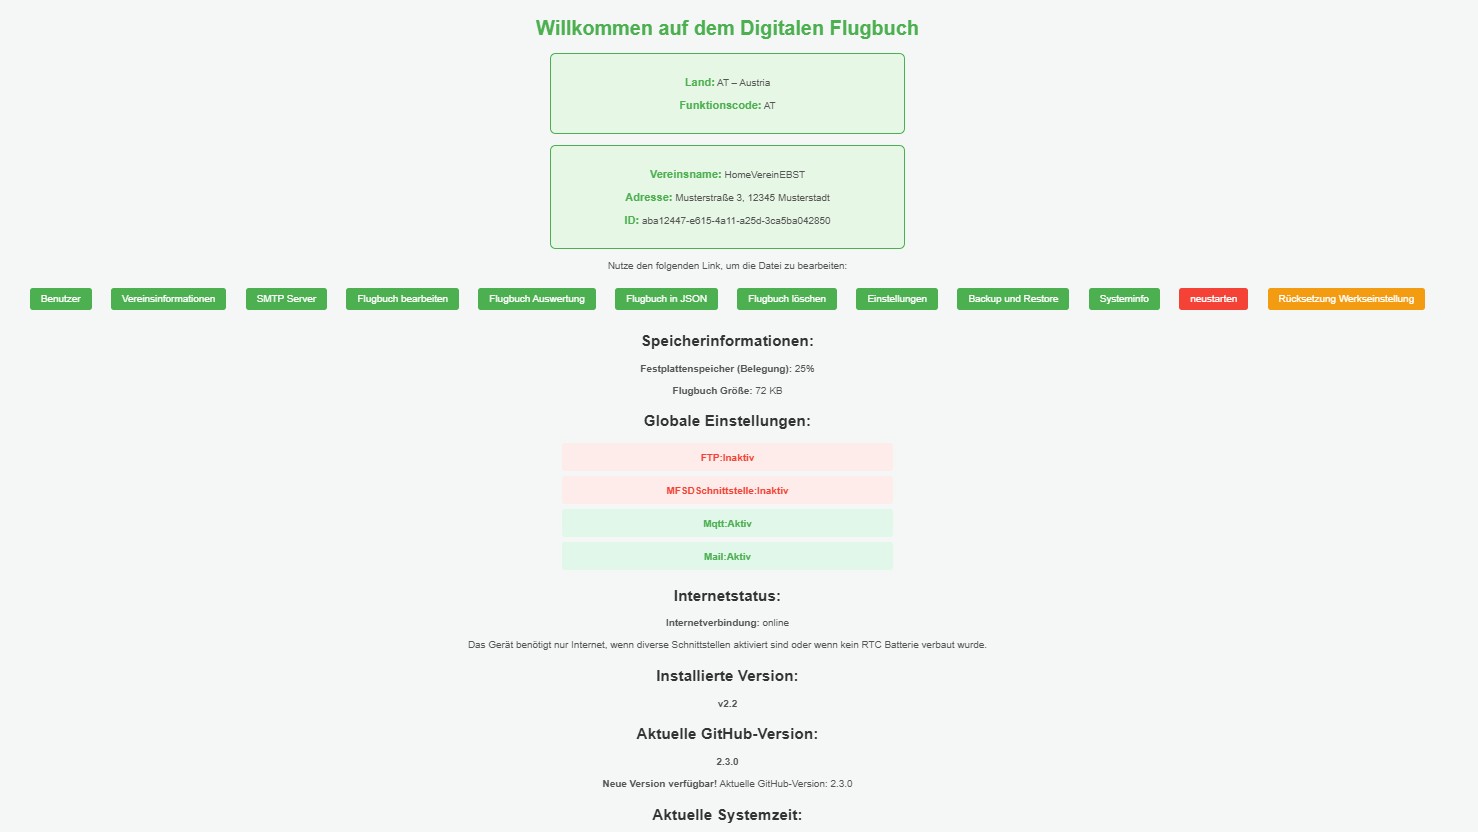 Willkommen auf dem Digitalen Flugbuch
Land: AT – Austria
Funktionscode: AT
Vereinsname: HomeVereinEBST
Adresse: Musterstraße 3, 12345 Musterstadt
ID: aba12447-e615-4a11-a25d-3ca5ba042850
Nutze den folgenden Link, um die Datei zu bearbeiten:
Benutzer Vereinsinformationen SMTP Server Flugbuch bearbeiten Flugbuch Auswertung Flugbuch in JSON Flugbuch löschen Einstellungen Backup und Restore Systeminfo neustarten Rücksetzung Werkseinstellung
Speicherinformationen:
Festplattenspeicher (Belegung): 25%
Flugbuch Größe: 72 KB
Globale Einstellungen:
FTP:Inaktiv
MFSDSchnittstelle:Inaktiv
Mqtt:Aktiv
Mail:Aktiv
Internetstatus:
Internetverbindung: online
Das Gerät benötigt nur Internet, wenn diverse Schnittstellen aktiviert sind oder wenn kein RTC Batterie verbaut wurde.
Installierte Version:
v2.2
Aktuelle GitHub-Version:
2.3.0
Neue Version verfügbar! Aktuelle GitHub-Version: 2.3.0
Aktuelle Systemzeit: